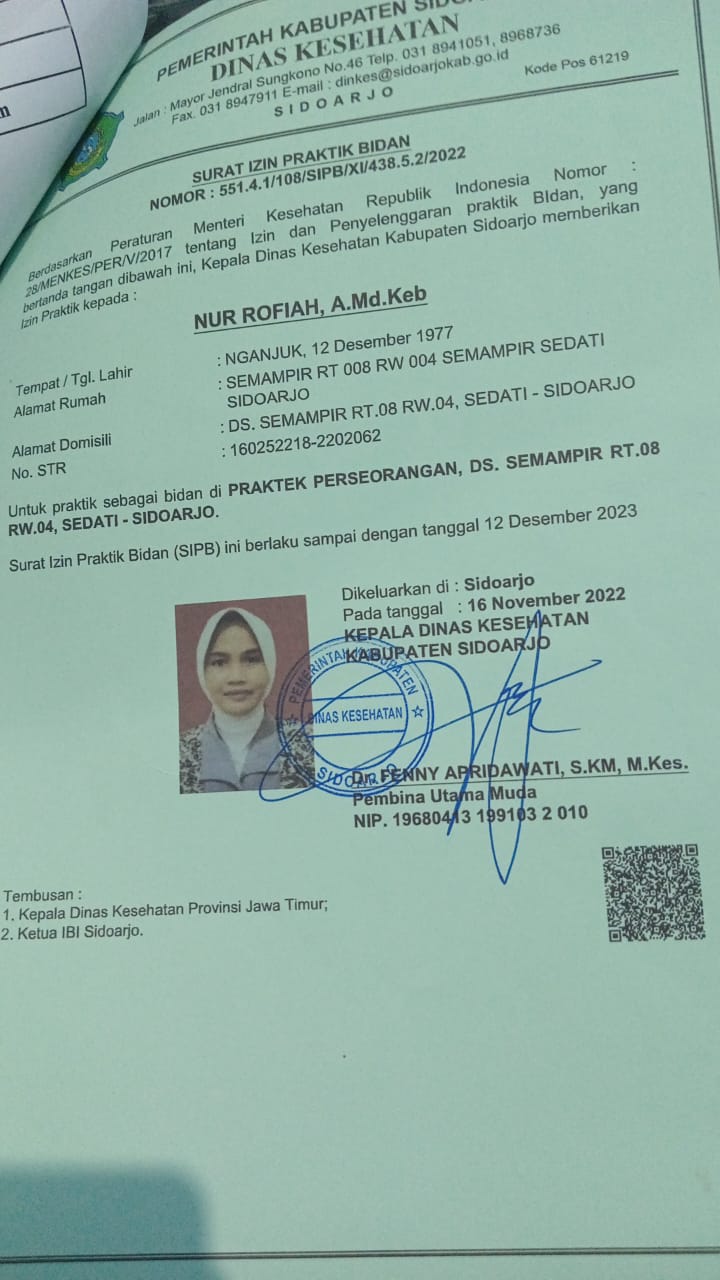 PEMERINTAH KABUPATEN
DINAS KESEHATAN
Jalan : Mayor Jendral Sungkono No.46 Telp. 031 8941051, 8968736
Fax. 031 8947911 E-mail : dinkes@sidoarjokab.go.id
SIDOARJO
Kode Pos 61219
SURAT IZIN PRAKTIK BIDAN
NOMOR : 551.4.1/108/SIPB/XI/438.5.2/2022
Berdasarkan Peraturan Menteri Kesehatan Republik Indonesia Nomor :
28/MENKES/PER/V/2017 tentang Izin dan Penyelenggaran praktik BIdan, yang
bertanda tangan dibawah ini, Kepala Dinas Kesehatan Kabupaten Sidoarjo memberikan
Izin Praktik kepada :
NUR ROFIAH, A.Md.Keb
Tempat / Tgl. Lahir : NGANJUK, 12 Desember 1977
Alamat Rumah : SEMAMPIR RT 008 RW 004 SEMAMPIR SEDATI
SIDOARJO
Alamat Domisili : DS. SEMAMPIR RT.08 RW.04, SEDATI - SIDOARJO
No. STR : 160252218-2202062
Untuk praktik sebagai bidan di PRAKTEK PERSEORANGAN, DS. SEMAMPIR RT.08
RW.04, SEDATI - SIDOARJO.
Surat Izin Praktik Bidan (SIPB) ini berlaku sampai dengan tanggal 12 Desember 2023
Dikeluarkan di : Sidoarjo
Pada tanggal : 16 November 2022
KEPALA DINAS KESEHATAN
KABUPATEN SIDOARJO
PEMERINTAH KABUPATEN
DINAS KESEHATAN
SIDOARJO
Dr. FENNY APRIDAWATI, S.KM, M.Kes.
Pembina Utama Muda
NIP. 19680413 199103 2 010
Tembusan :
1. Kepala Dinas Kesehatan Provinsi Jawa Timur;
2. Ketua IBI Sidoarjo.